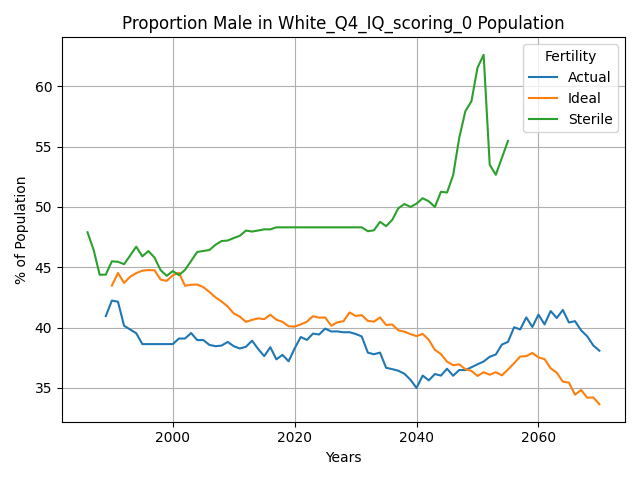 Proportion Male in White_Q4_IQ_scoring_0 Population
Fertility
Actual
Ideal
Sterile
% of Population
60
55
50
45
40
35
2000
2020
2040
2060
Years